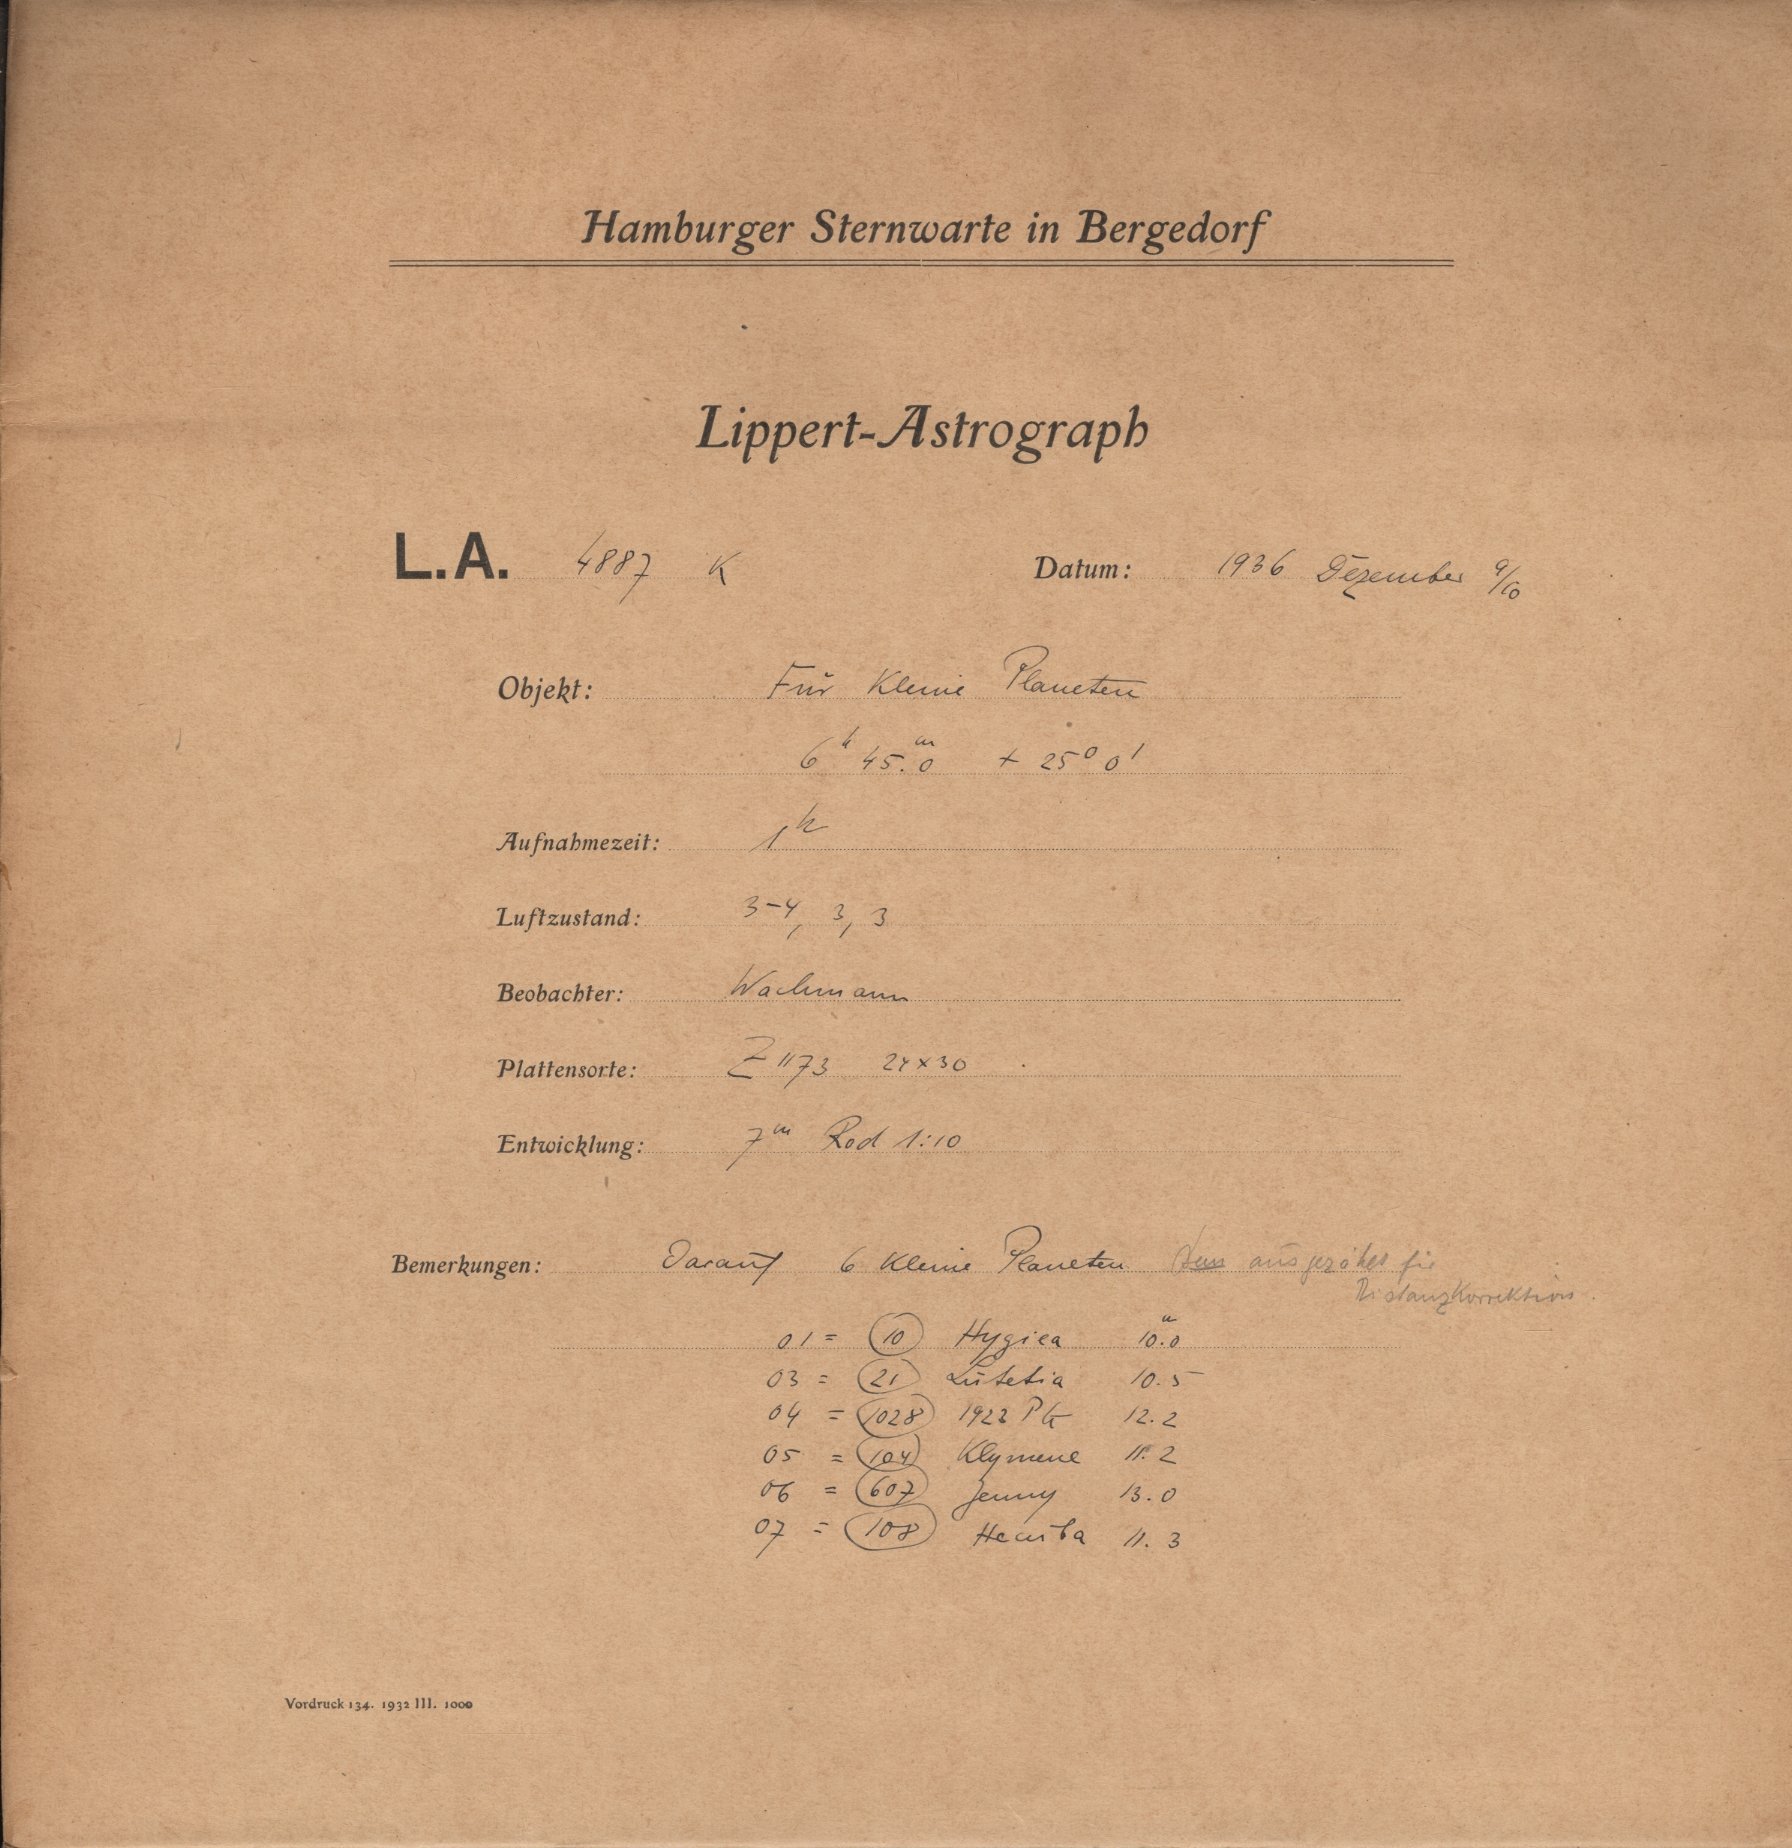 Hamburger Sternwarte in Bergedorf
Lippert-Astrograph
L.A. 4887 K Datum: 1936 Dezember 9/10
Objekt: Für Kleine Planeten
6h 45.m0 + 25° 0'
Aufnahmezeit: 1h
Luftzustand: 3-4, 3, 3
Beobachter: Wachmann
Plattensorte: Z 1173 24x30
Entwicklung: 7m Rod 1:10
Bemerkungen: Darauf 6 Kleine Planeten für
Distanzkorrektion.
01 = 10 Hygiea 10.m0
03 = 21 Lutetia 10.5
04 = 1028 1923 PG 12.2
05 = 104 Klymene 11.2
06 = 607 Jenny 13.0
07 = 108 Hecuba 11.3
Vordruck 134. 1932 III. 1000